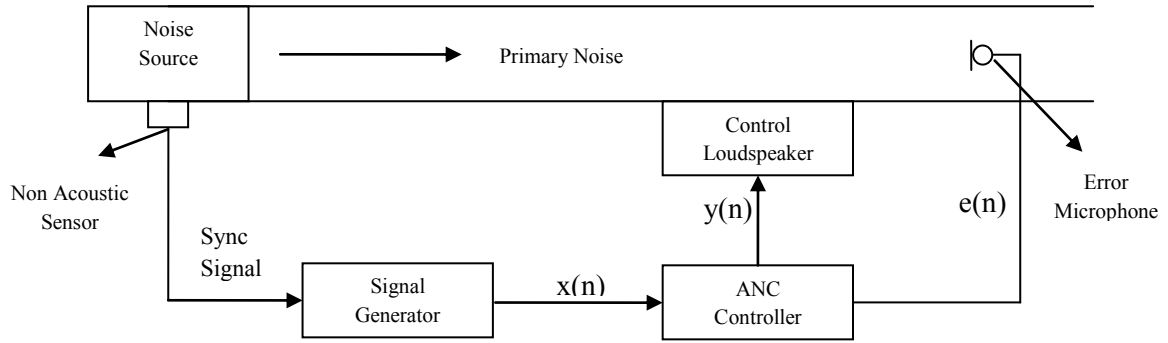 Noise
Source
Primary Noise
Control
Loudspeaker
Non Acoustic
Sensor
Error
Microphone
y(n)
e(n)
Sync
Signal
Signal
Generator
x(n)
ANC
Controller